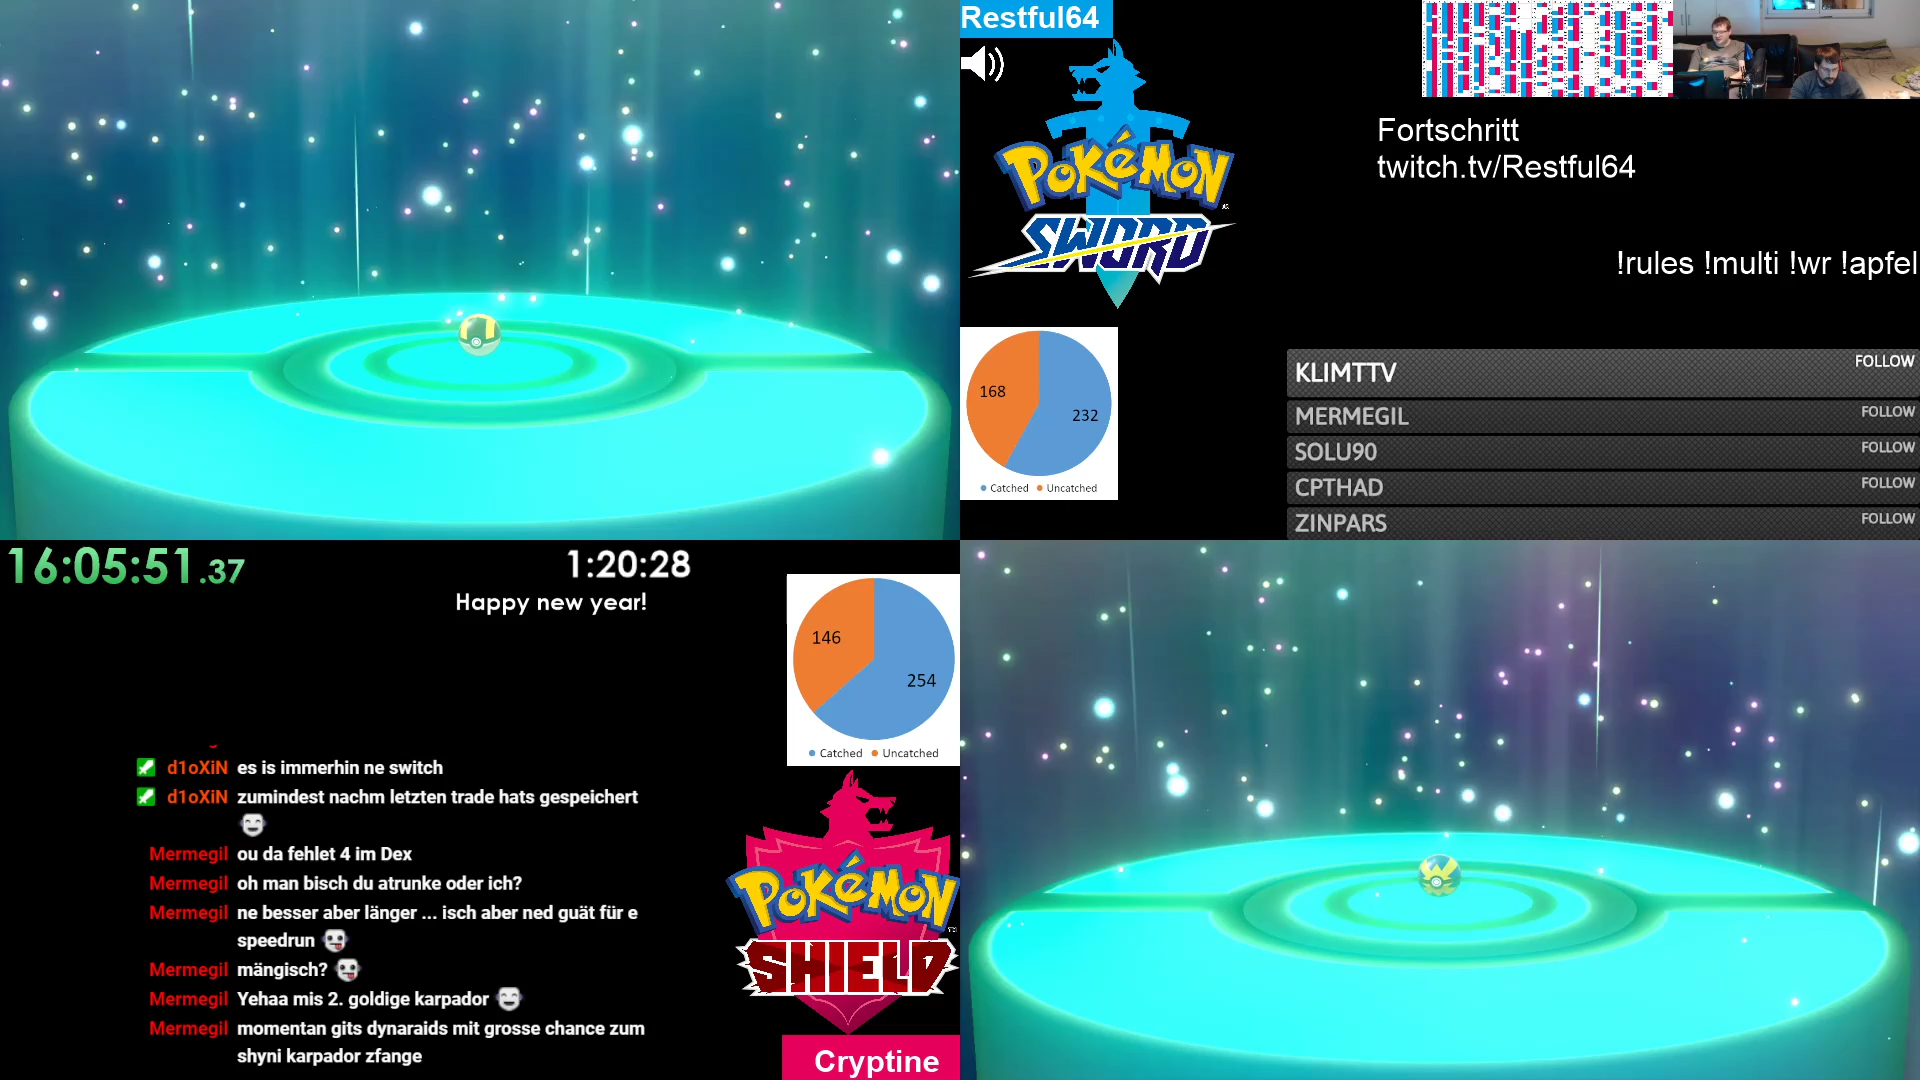 Restful64
POKÉMON
SWORD
Fortschritt
twitch.tv/Restful64
!rules !multi !wr !apfel
168
232
Catched Uncatched
KLIMTTV FOLLOW
MERMEGIL FOLLOW
SOLU90 FOLLOW
CPTHAD FOLLOW
ZINPARS FOLLOW
16:05:51.37
1:20:28
Happy new year!
146
254
Catched Uncatched
d1oXiN es is immerhin ne switch
d1oXiN zumindest nachm letzten trade hats gespeichert
Mermegil ou da fehlet 4 im Dex
Mermegil oh man bisch du atrunke oder ich?
Mermegil ne besser aber länger ... isch aber ned guät für e
speedrun
Mermegil mängisch?
Mermegil Yehaa mis 2. goldige karpador
Mermegil momentan gits dynaraids mit grosse chance zum
shyni karpador zfange
POKÉMON
SHIELD
Cryptine